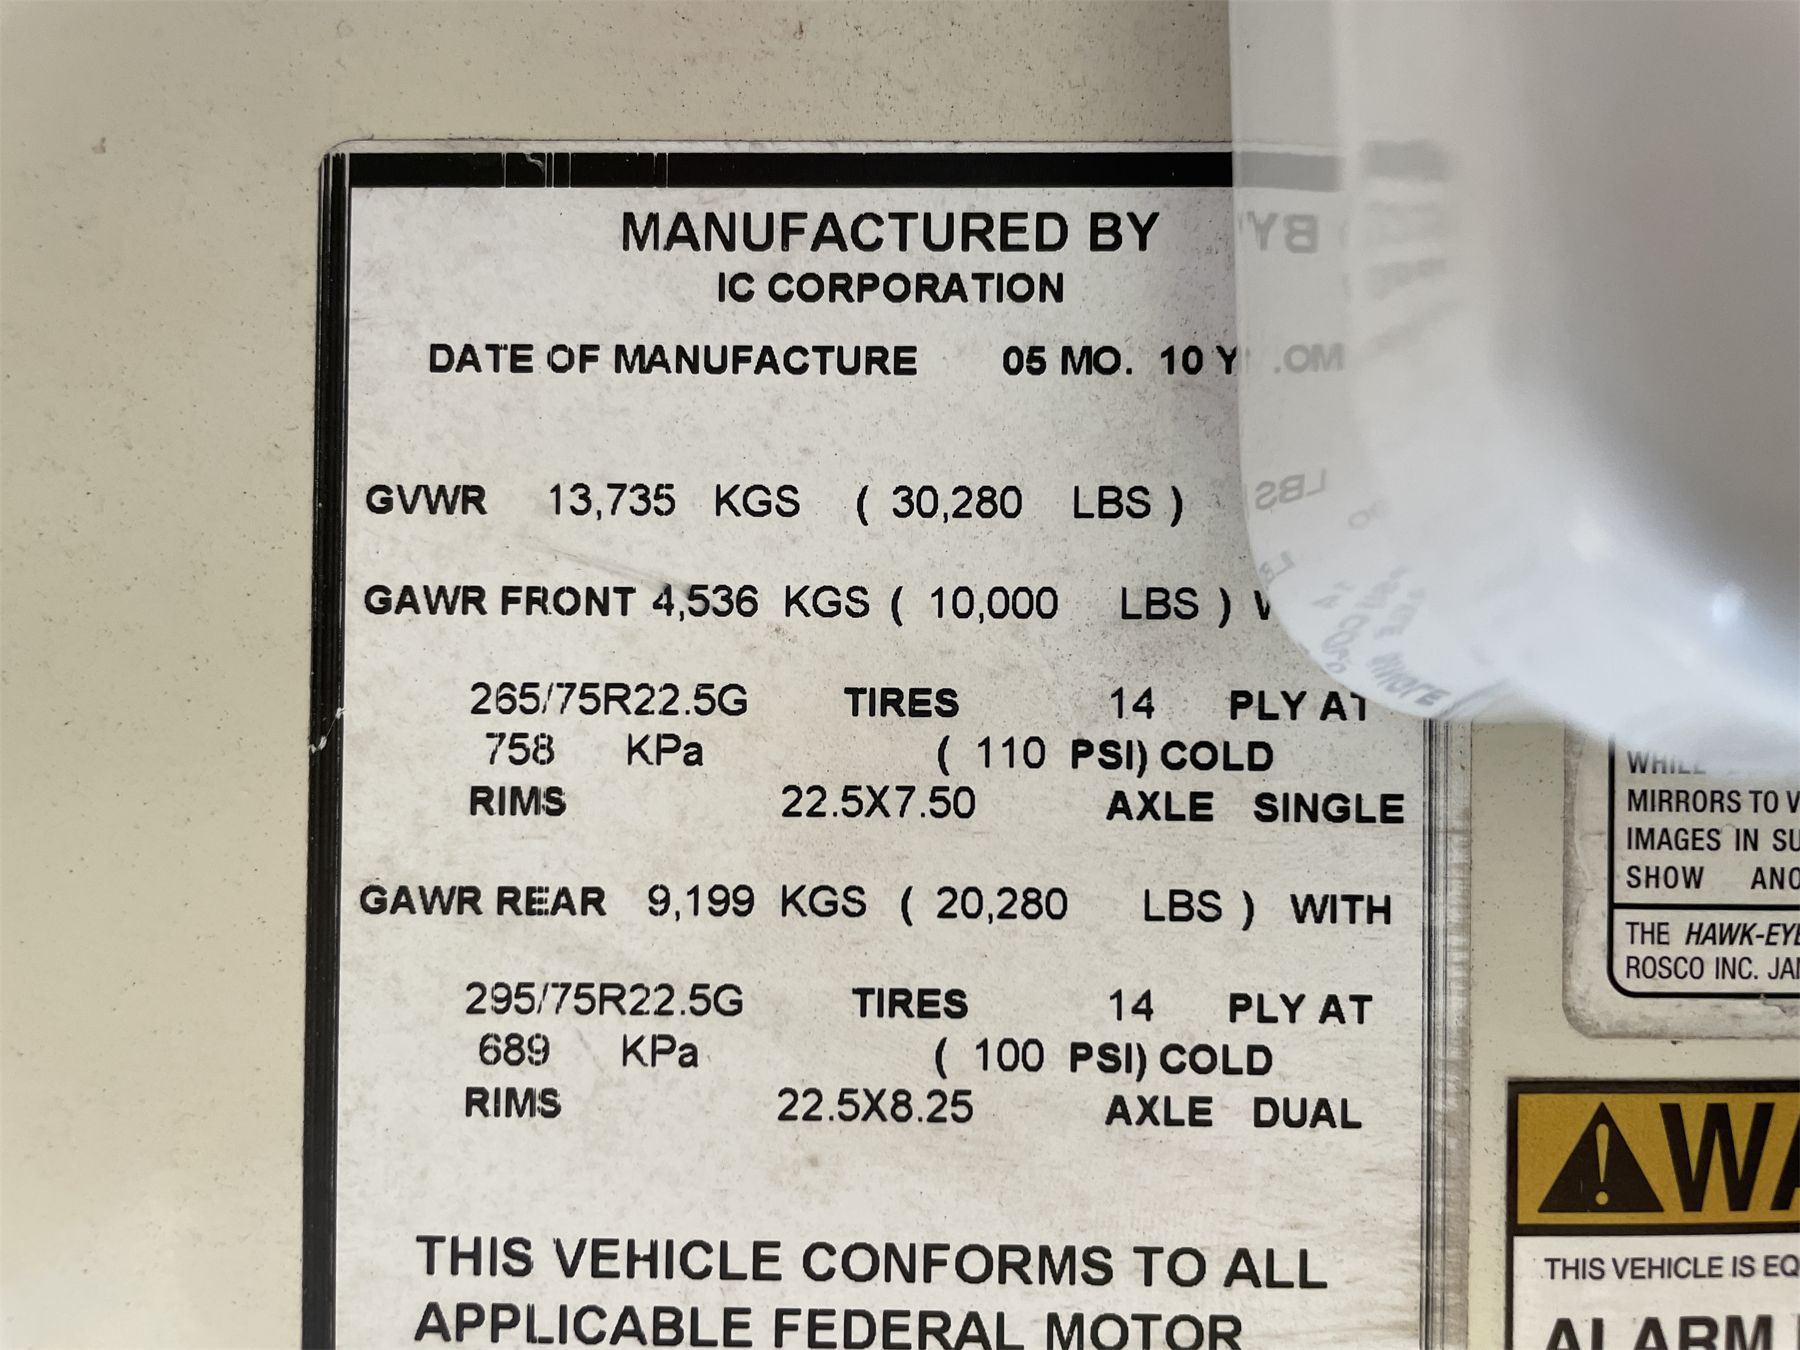 MANUFACTURED BY
IC CORPORATION
DATE OF MANUFACTURE 05 MO. 10 Y
GVWR 13,735 KGS ( 30,280 LBS )
GAWR FRONT 4,536 KGS ( 10,000 LBS )
265/75R22.5G TIRES 14 PLY AT
758 KPa ( 110 PSI) COLD
RIMS 22.5X7.50 AXLE SINGLE
GAWR REAR 9,199 KGS ( 20,280 LBS ) WITH
295/75R22.5G TIRES 14 PLY AT
689 KPa ( 100 PSI) COLD
RIMS 22.5X8.25 AXLE DUAL
THIS VEHICLE CONFORMS TO ALL
APPLICABLE FEDERAL MOTOR
MIRRORS TO
IMAGES IN
SHOW
THE HAWK-EYE
ROSCO INC.
THIS VEHICLE IS
ALARM